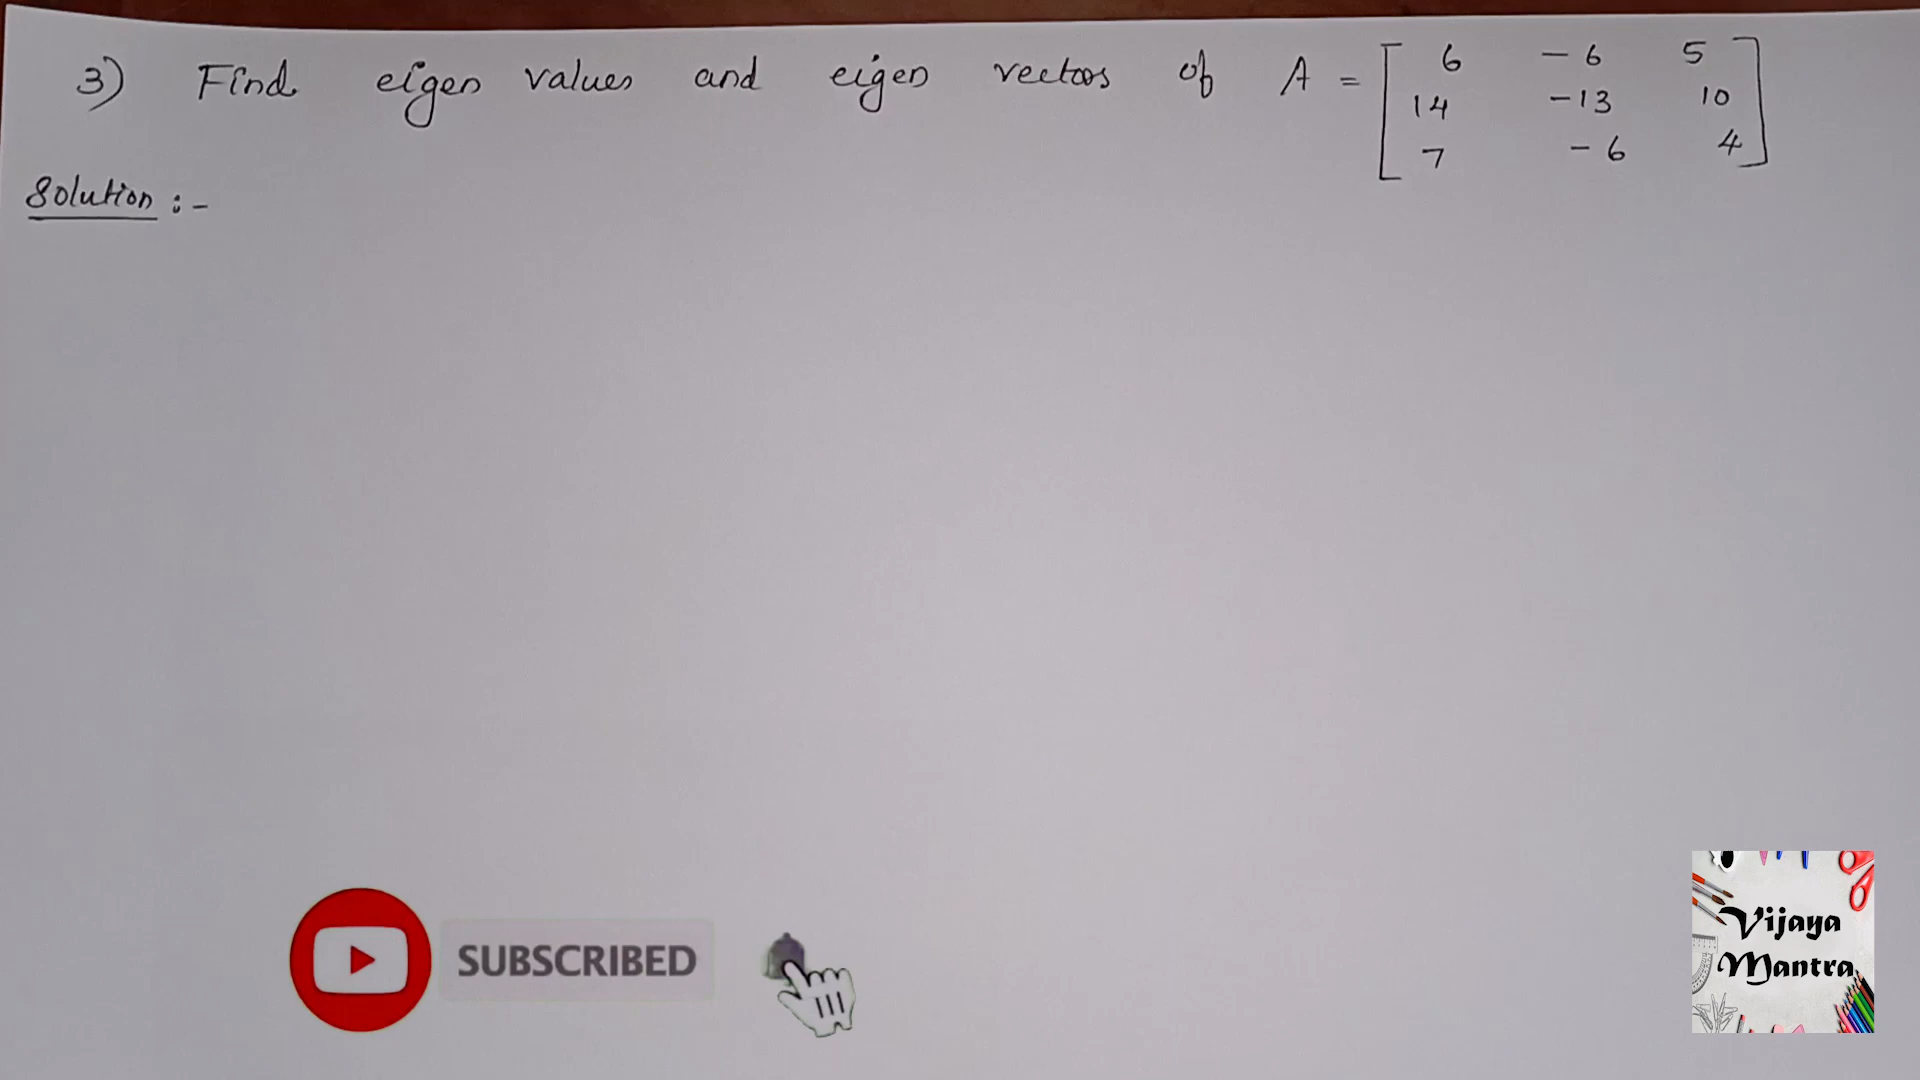 3) Find eigen values and eigen vectors of A = [ 6 -6 5
14 -13 10
7 -6 4 ]
Solution :-
SUBSCRIBED
Vijaya
Mantra